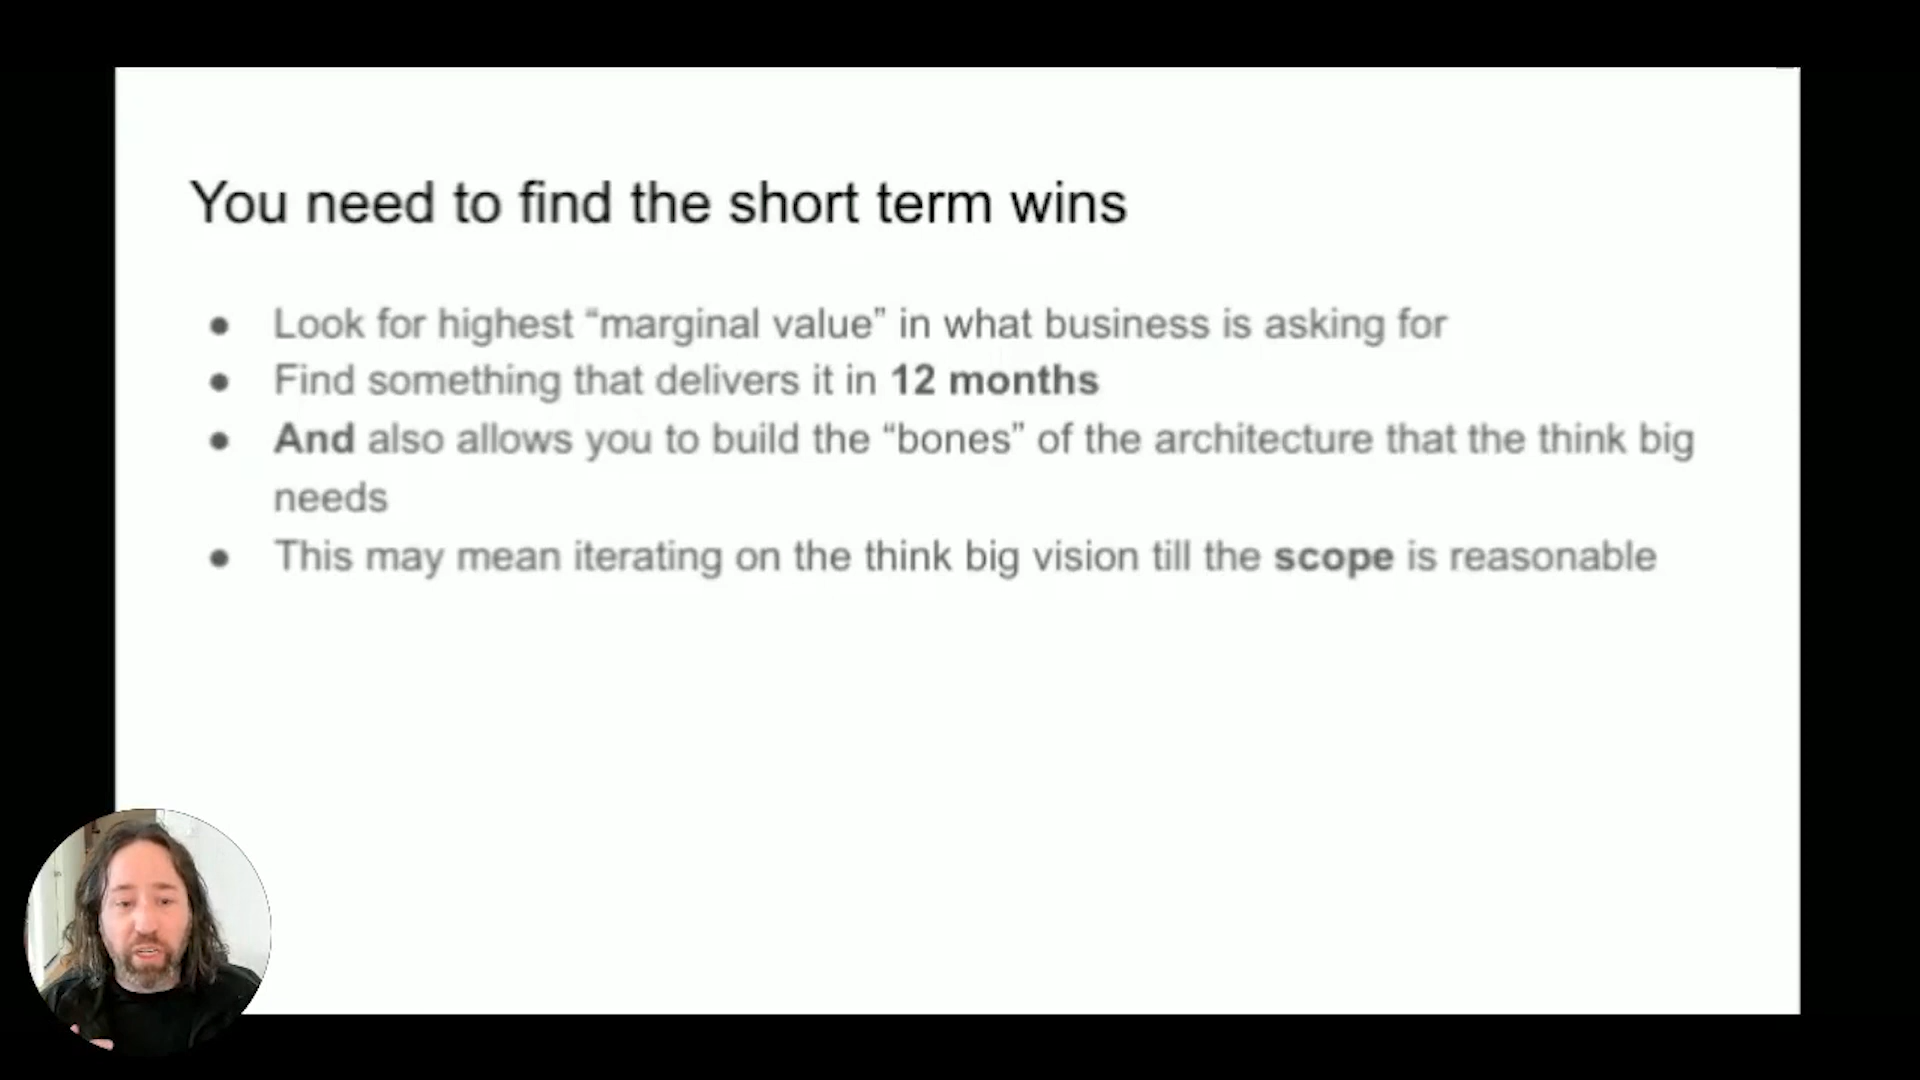 You need to find the short term wins
● Look for highest “marginal value” in what business is asking for
● Find something that delivers it in 12 months
● And also allows you to build the “bones” of the architecture that the think big
needs
● This may mean iterating on the think big vision till the scope is reasonable